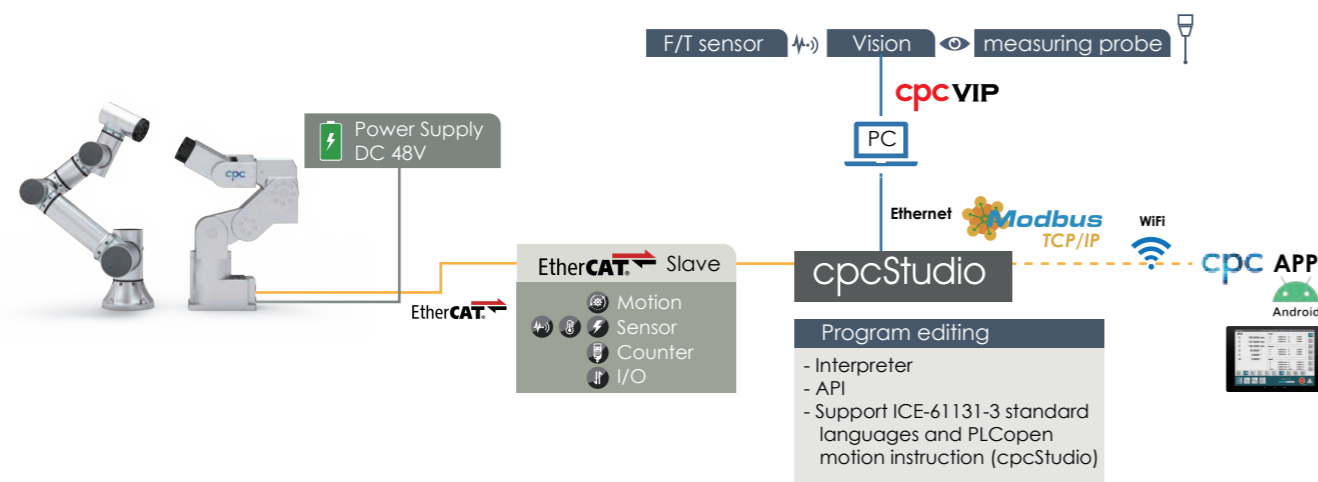 F/T sensor
Vision
measuring probe
cpc VIP
Power Supply
DC 48V
cpc
PC
Ethernet
Modbus
TCP/IP
WiFi
EtherCAT® Slave
cpcStudio
cpc APP
Android
EtherCAT®
Motion
Sensor
Counter
I/O
Program editing
- Interpreter
- API
- Support ICE-61131-3 standard
languages and PLCopen
motion instruction (cpcStudio)